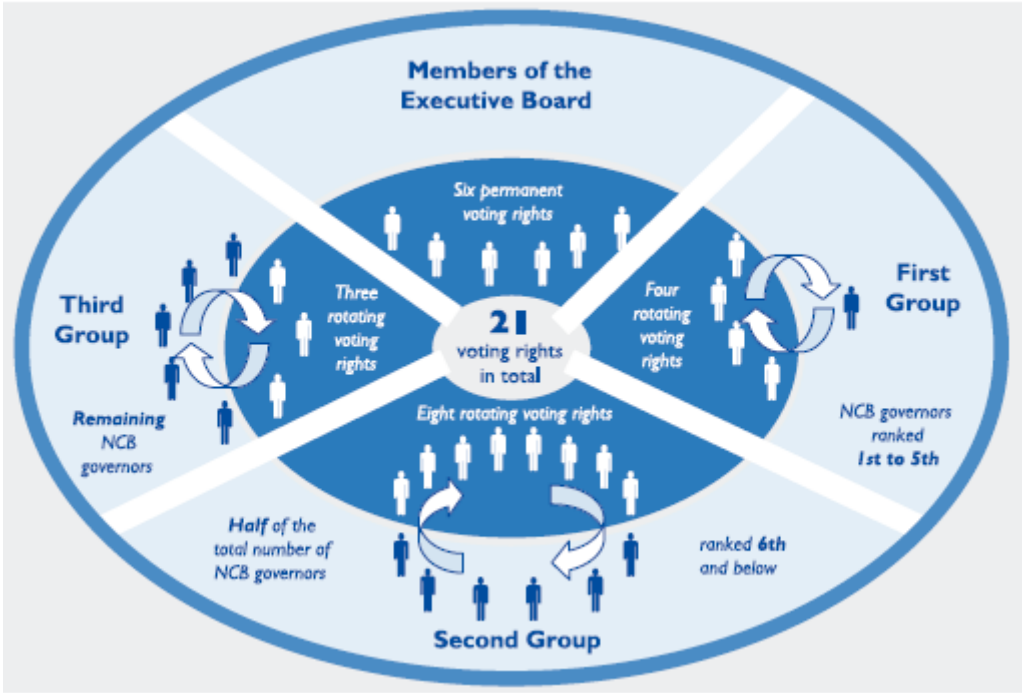 Members of the
Executive Board
Six permanent
voting rights
Third
Group
Three
rotating
voting
rights
21
voting rights
in total
Four
rotating
voting
rights
First
Group
Remaining
NCB
governors
Eight rotating voting rights
NCB governors
ranked
1st to 5th
Half of the
total number of
NCB governors
ranked 6th
and below
Second Group